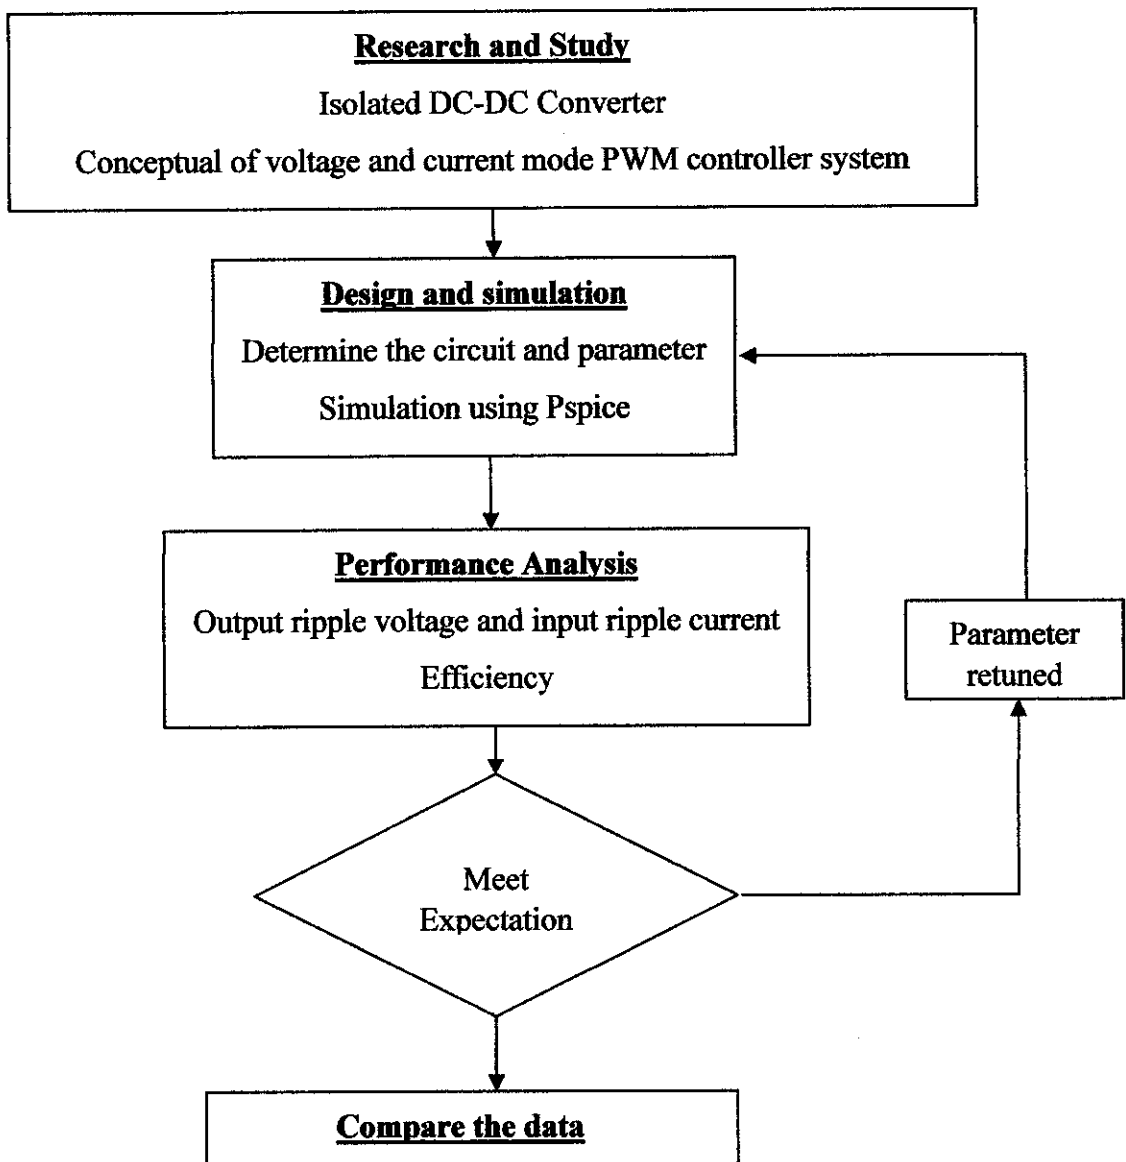 Research and Study
Isolated DC-DC Converter
Conceptual of voltage and current mode PWM controller system
Design and simulation
Determine the circuit and parameter
Simulation using Pspice
Performance Analysis
Output ripple voltage and input ripple current
Efficiency
Parameter
retuned
Meet
Expectation
Compare the data